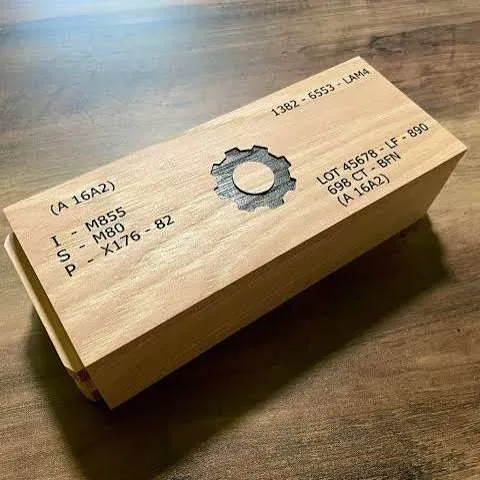 1382 - 6553 - LAM4
(A 16A2)
I - M855
S - M80
P - X176 - 82
LOT 45678 - LF - 890
698 CT - BFN
(A 16A2)